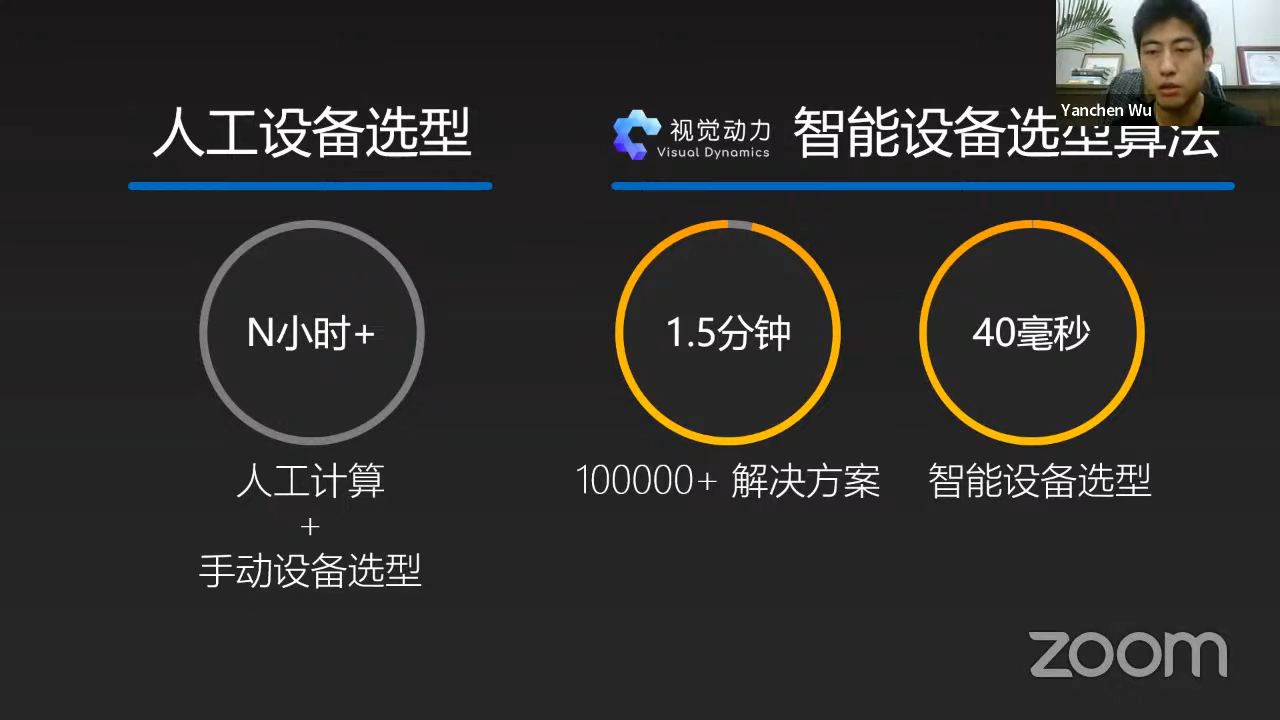 人工设备选型
视觉动力
Visual Dynamics
智能设备选型算法
Yanchen Wu
N小时+
1.5分钟
40毫秒
人工计算
+
手动设备选型
100000+ 解决方案
智能设备选型
zoom